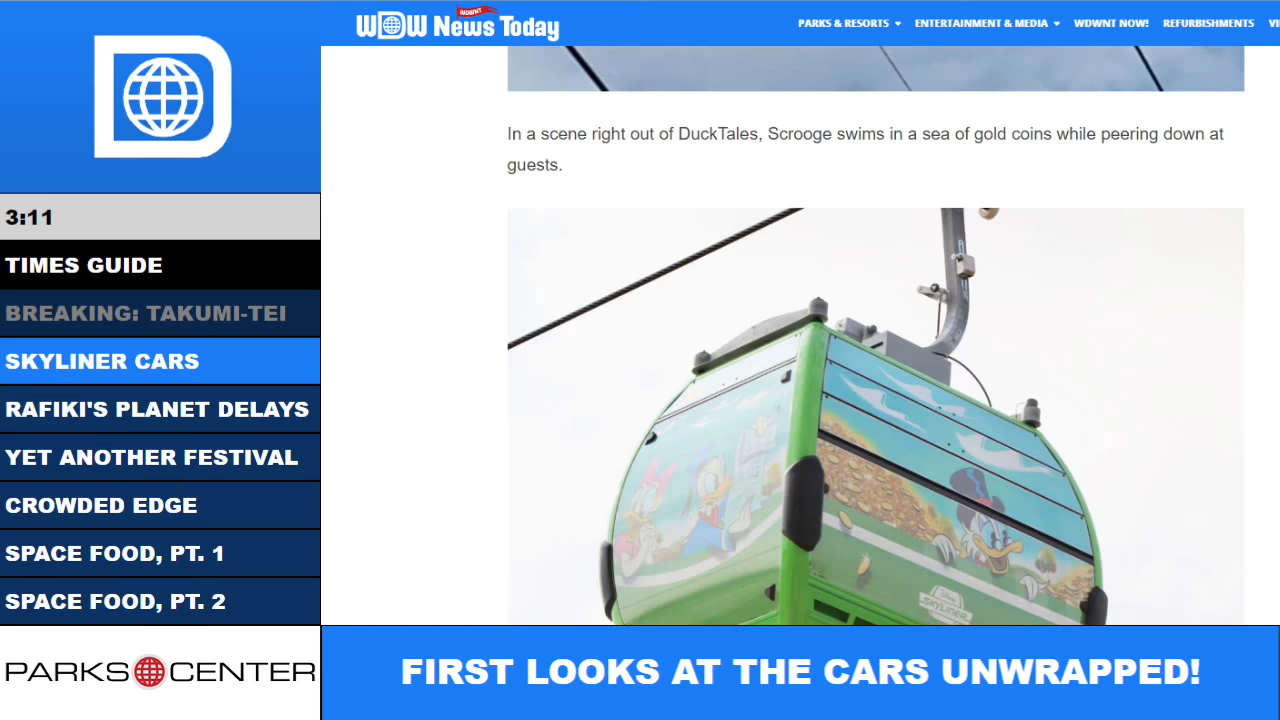 WDWNT
WDW News Today
PARKS & RESORTS
ENTERTAINMENT & MEDIA
WDWNT NOW!
REFURBISHMENTS
In a scene right out of DuckTales, Scrooge swims in a sea of gold coins while peering down at
guests.
3:11
TIMES GUIDE
BREAKING: TAKUMI-TEI
SKYLINER CARS
RAFIKI'S PLANET DELAYS
YET ANOTHER FESTIVAL
CROWDED EDGE
SPACE FOOD, PT. 1
SPACE FOOD, PT. 2
Disney
SKYLINER
PARKS CENTER
FIRST LOOKS AT THE CARS UNWRAPPED!